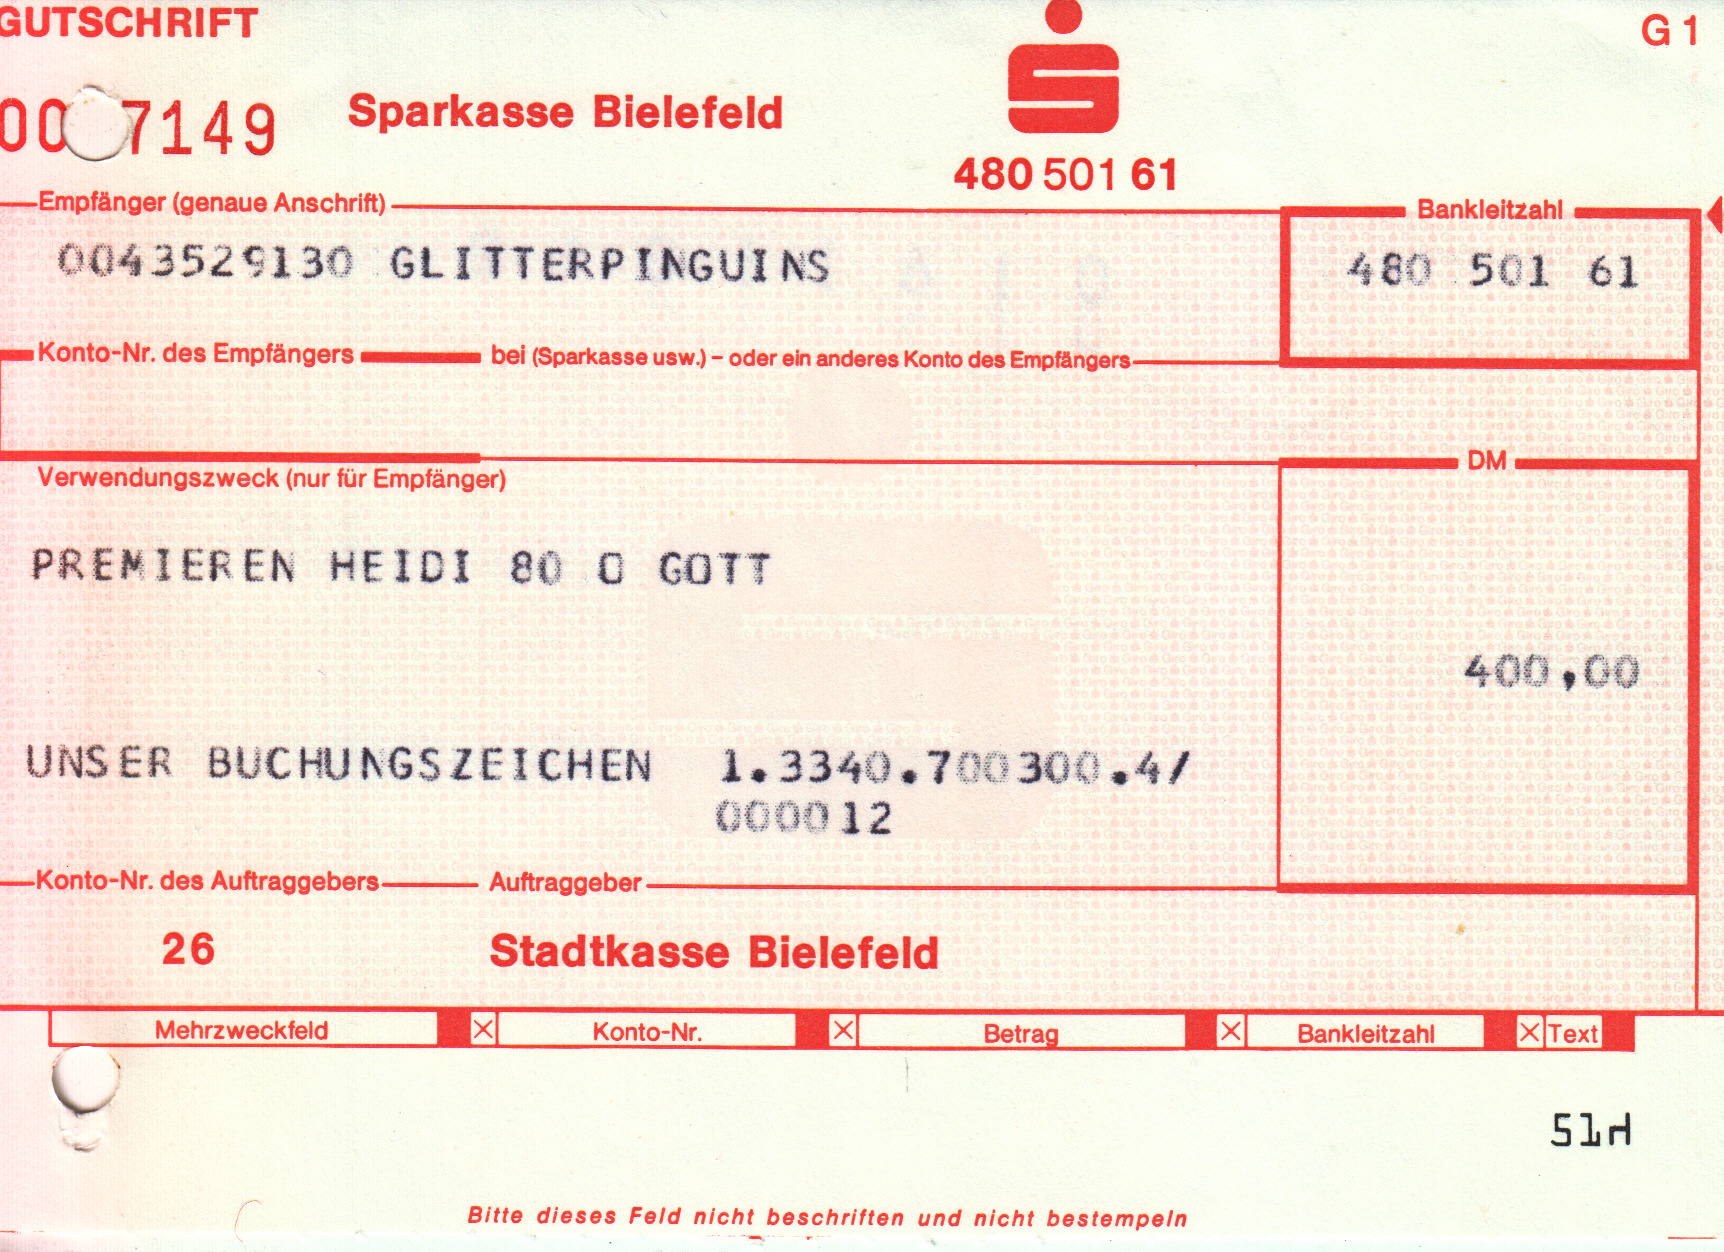 GUTSCHRIFT
G 1
00 7149
Sparkasse Bielefeld
480 501 61
Empfänger (genaue Anschrift)
Bankleitzahl
0043529130 GLITTERPINGUINS
480 501 61
Konto-Nr. des Empfängers
bei (Sparkasse usw.) – oder ein anderes Konto des Empfängers
Verwendungszweck (nur für Empfänger)
DM
PREMIEREN HEIDI 80 O GOTT
400,00
UNSER BUCHUNGSZEICHEN 1.3340.700300.4/
000012
Konto-Nr. des Auftraggebers
Auftraggeber
26
Stadtkasse Bielefeld
Mehrzweckfeld
X
Konto-Nr.
X
Betrag
X
Bankleitzahl
X
Text
51H
Bitte dieses Feld nicht beschriften und nicht bestempeln